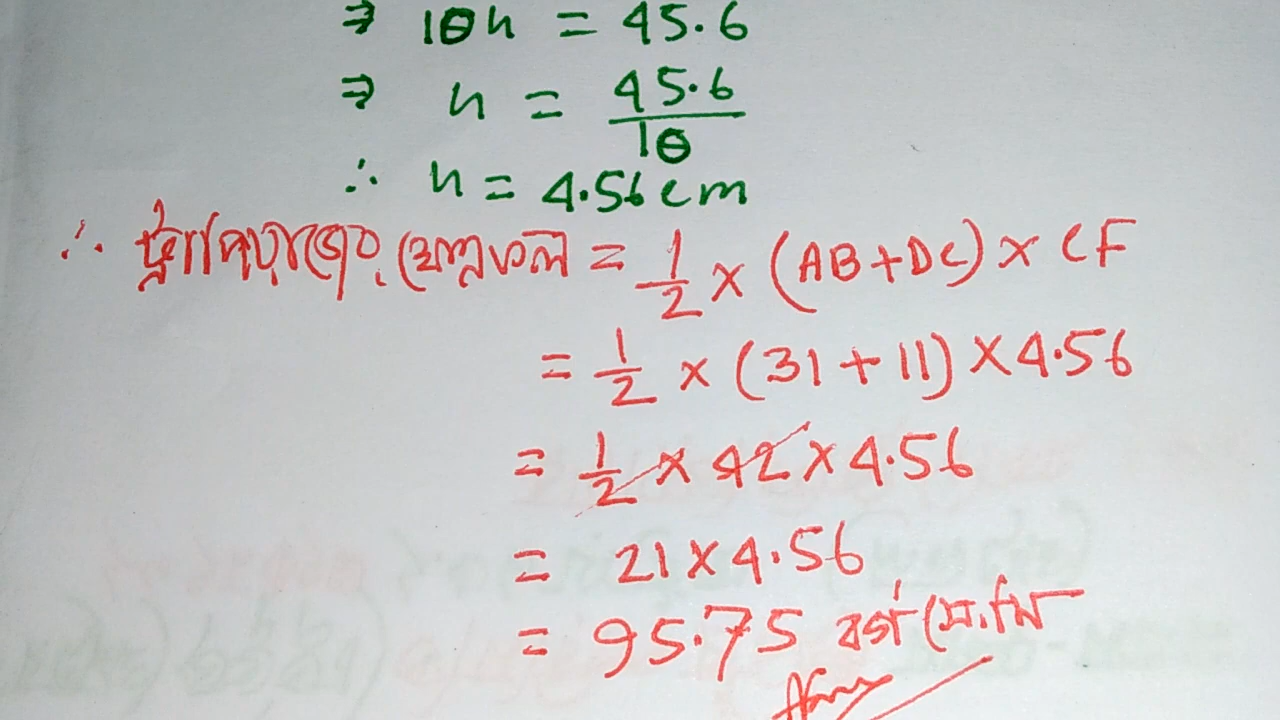 ⇒ 10h = 45.6
⇒ h = 45.6/10
∴ h = 4.56 cm
∴ ট্রাপিজিয়ামের ক্ষেত্রফল = 1/2 × (AB+DC) × CF
= 1/2 × (31 + 11) × 4.56
= 1/2 × 42 × 4.56
= 21 × 4.56
= 95.75 বর্গ সে.মি
Ans